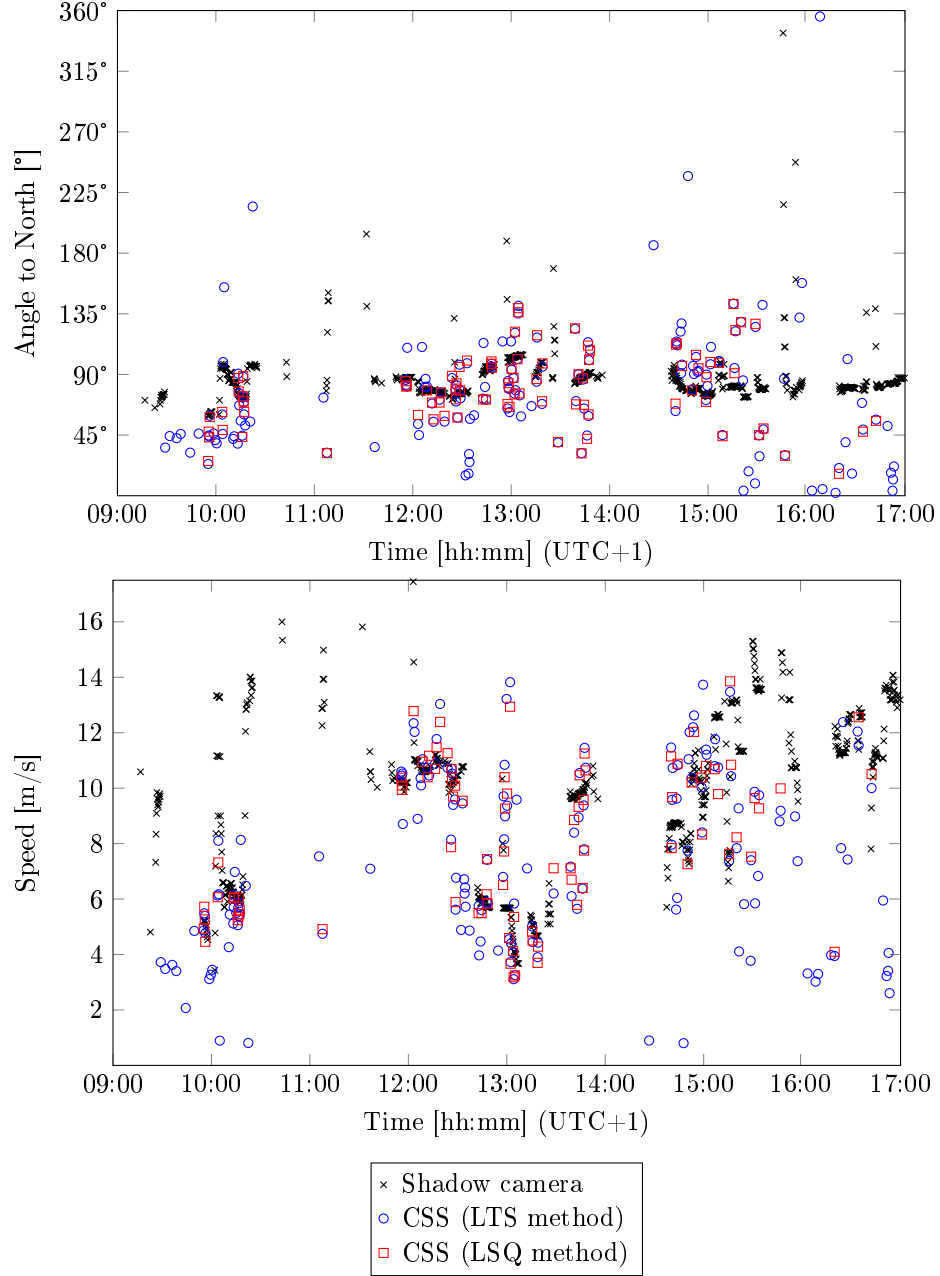 360°
315°
270°
225°
180°
135°
90°
45°
Angle to North [°]
09:00 10:00 11:00 12:00 13:00 14:00 15:00 16:00 17:00
Time [hh:mm] (UTC+1)
16
14
12
10
8
6
4
2
Speed [m/s]
09:00 10:00 11:00 12:00 13:00 14:00 15:00 16:00 17:00
Time [hh:mm] (UTC+1)
Shadow camera
CSS (LTS method)
CSS (LSQ method)